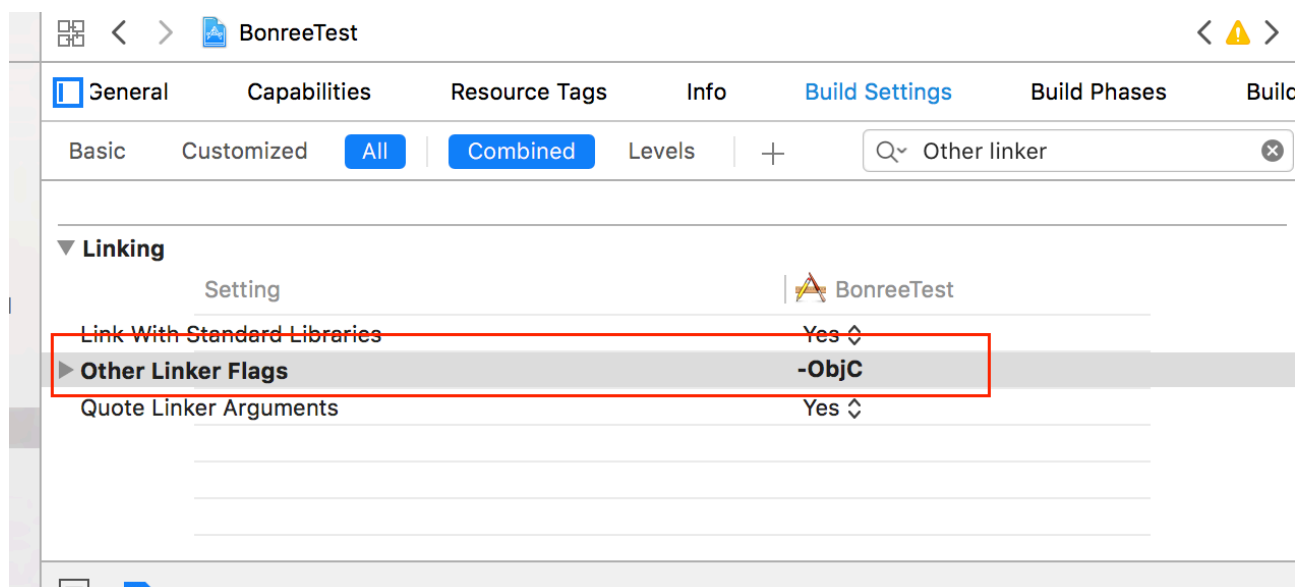 BonreeTest
General Capabilities Resource Tags Info Build Settings Build Phases Build
Basic Customized All Combined Levels Other linker
Linking
Setting BonreeTest
Link With Standard Libraries Yes
Other Linker Flags -ObjC
Quote Linker Arguments Yes